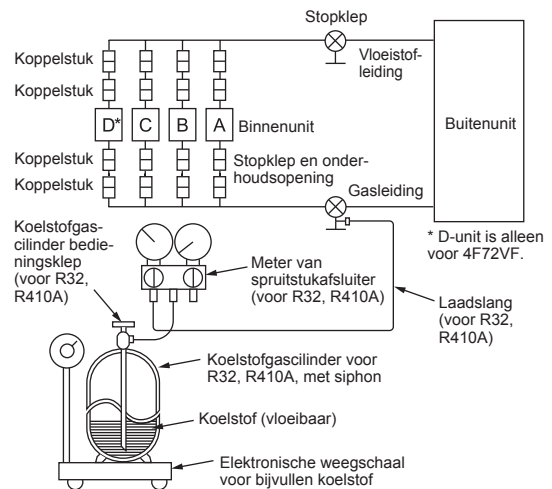 Stopklep
Vloeistof-
leiding
Koppelstuk
Koppelstuk
D*
C
B
A
Binnenunit
Buitenunit
Koppelstuk
Koppelstuk
Stopklep en onder-
houdsopening
Gasleiding
* D-unit is alleen
voor 4F72VF.
Koelstofgas-
cilinder bedie-
ningsklep
(voor R32,
R410A)
Meter van
spruitstukafsluiter
(voor R32, R410A)
Laadslang
(voor R32,
R410A)
Koelstofgascilinder voor
R32, R410A, met siphon
Koelstof (vloeibaar)
Elektronische weegschaal
voor bijvullen koelstof